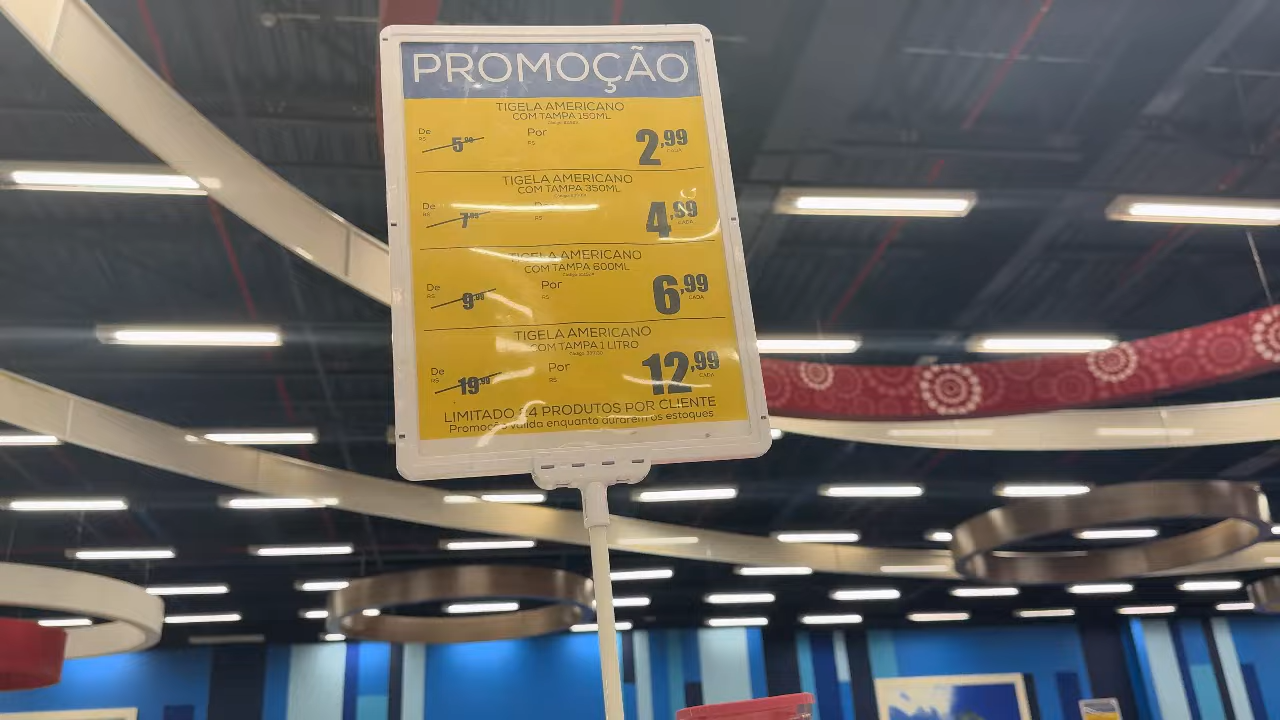 PROMOÇÃO
TIGELA AMERICANO
COM TAMPA 150ML
De Por
R$ 5,99 R$ 2,99
CADA
TIGELA AMERICANO
COM TAMPA 350ML
De
R$ 7,99 R$ 4,99
CADA
TIGELA AMERICANO
COM TAMPA 600ML
De Por
R$ 9,99 R$ 6,99
CADA
TIGELA AMERICANO
COM TAMPA 1 LITRO
De Por
R$ 19,99 R$ 12,99
CADA
LIMITADO 24 PRODUTOS POR CLIENTE
Promoção válida enquanto durarem os estoques